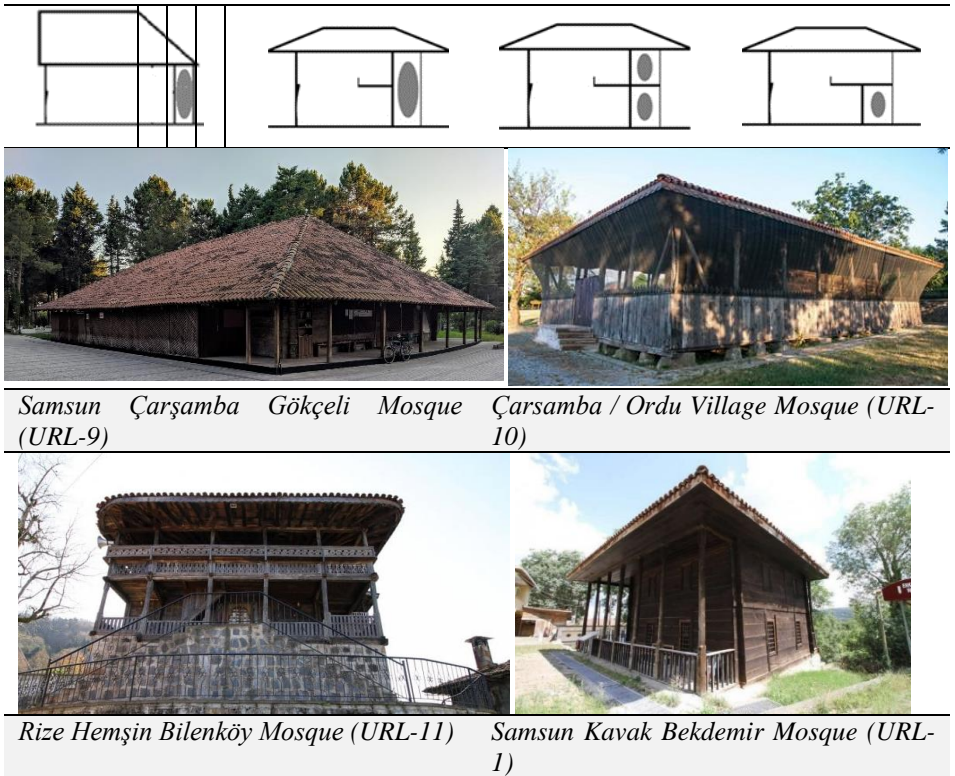 Samsun Çarşamba Gökçeli Mosque
(URL-9)
Çarsamba / Ordu Village Mosque (URL-
10)
Rize Hemşin Bilenköy Mosque (URL-11)
Samsun Kavak Bekdemir Mosque (URL-
1)